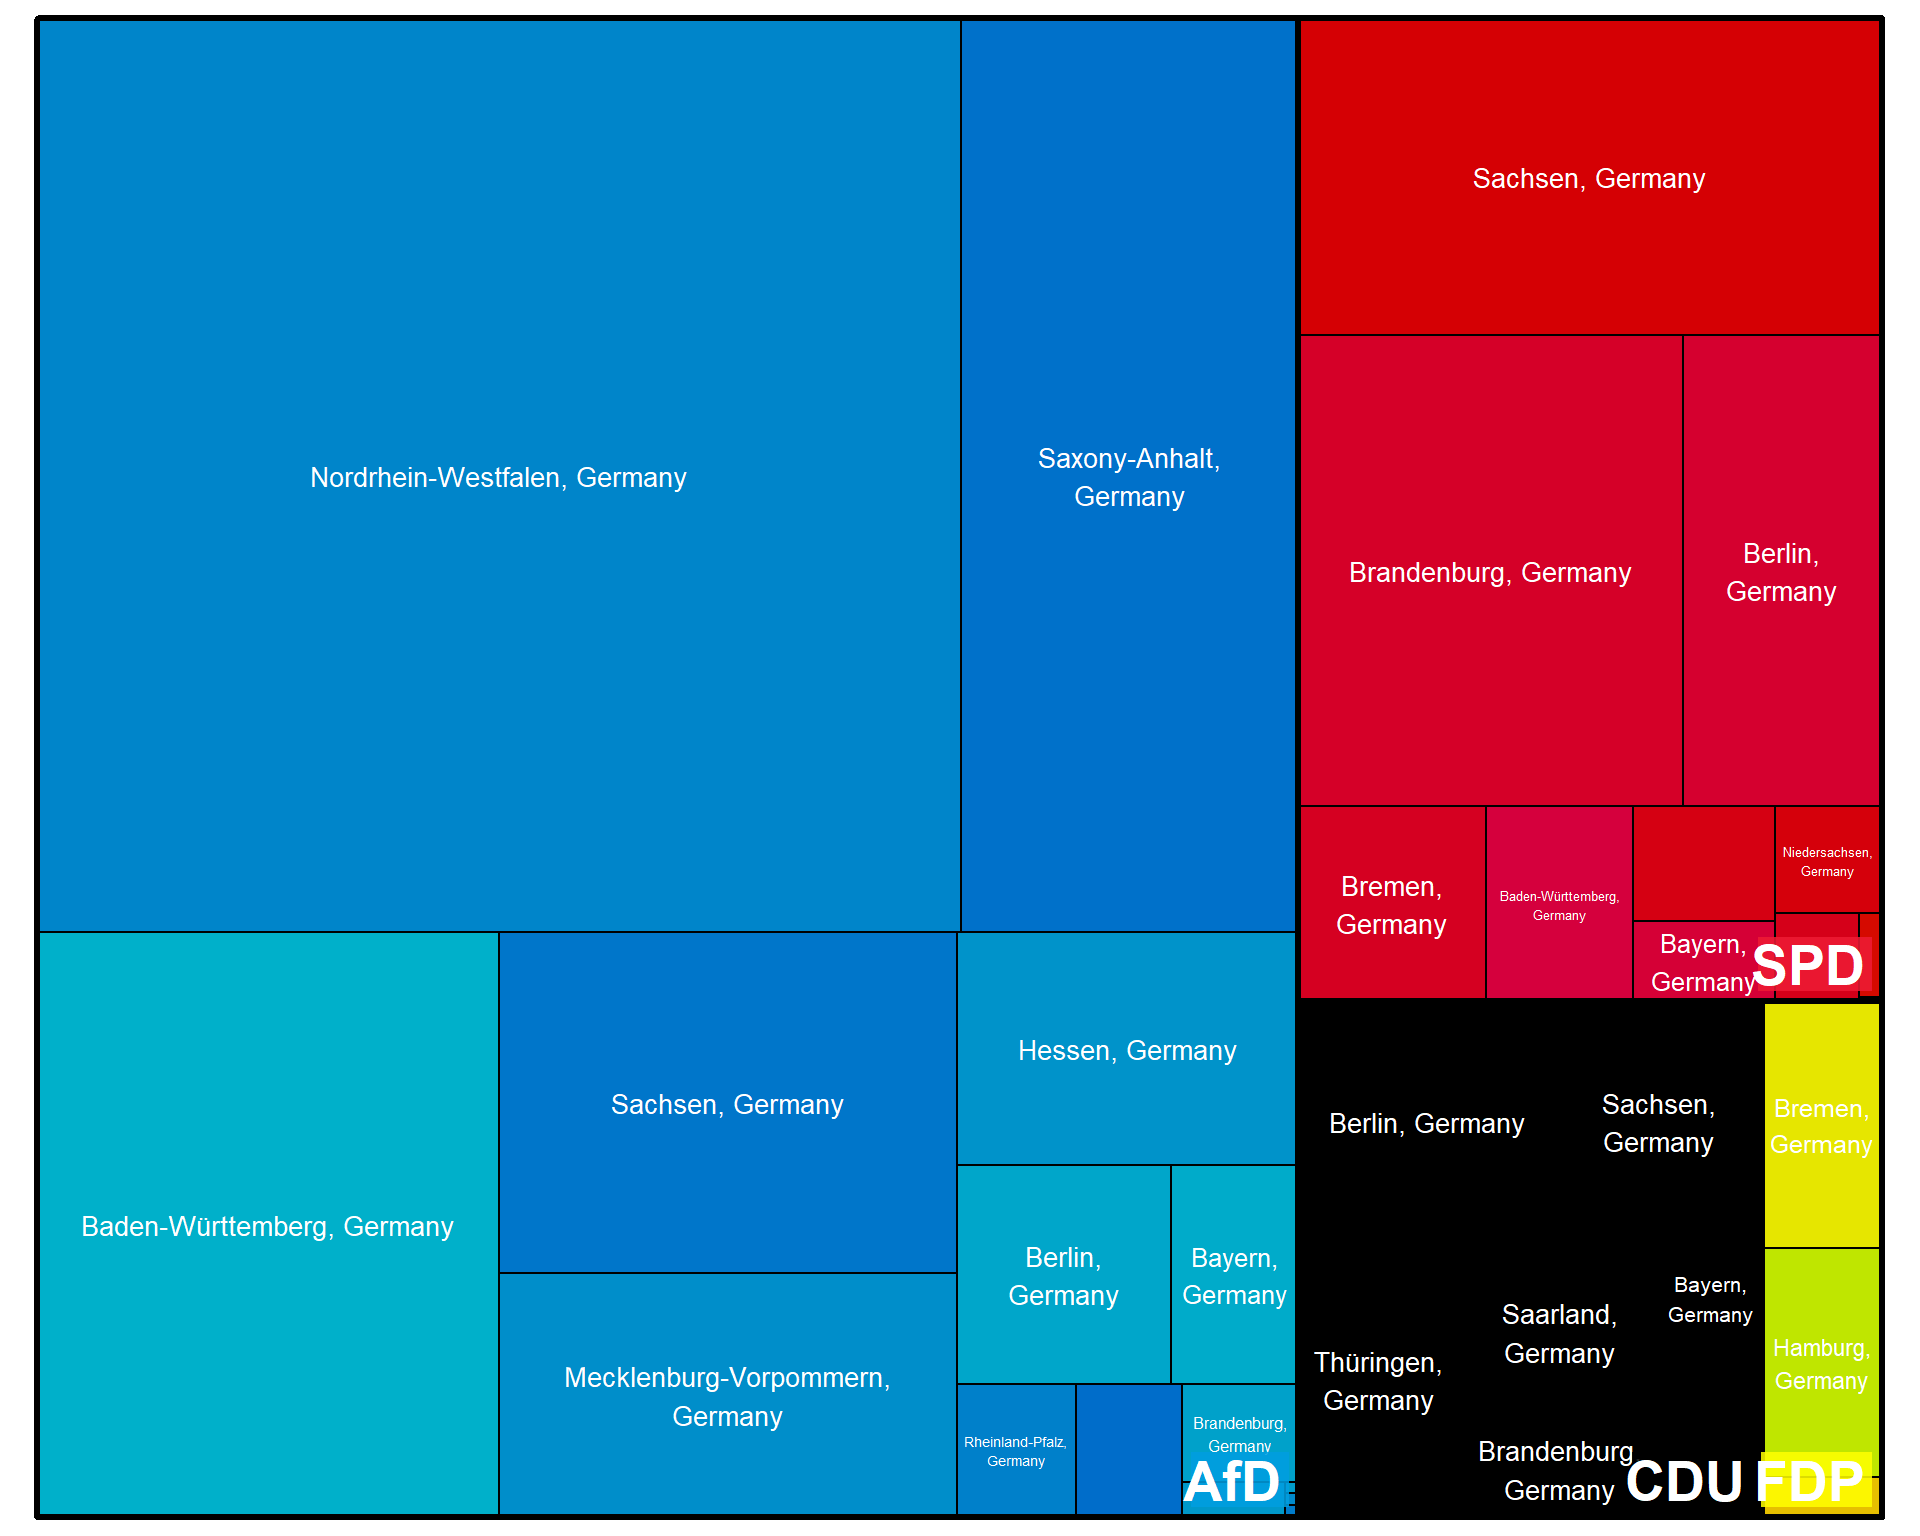 Nordrhein-Westfalen, Germany
Saxony-Anhalt,
Germany
Baden-Württemberg, Germany
Sachsen, Germany
Mecklenburg-Vorpommern,
Germany
Hessen, Germany
Berlin,
Germany
Bayern,
Germany
Rheinland-Pfalz,
Germany
Brandenburg,
Germany
AfD
Sachsen, Germany
Brandenburg, Germany
Berlin,
Germany
Bremen,
Germany
Baden-Württemberg,
Germany
Niedersachsen,
Germany
Bayern,
Germany
SPD
Berlin, Germany
Sachsen,
Germany
Thüringen,
Germany
Saarland,
Germany
Bayern,
Germany
Brandenburg
Germany
CDU
Bremen,
Germany
Hamburg,
Germany
FDP